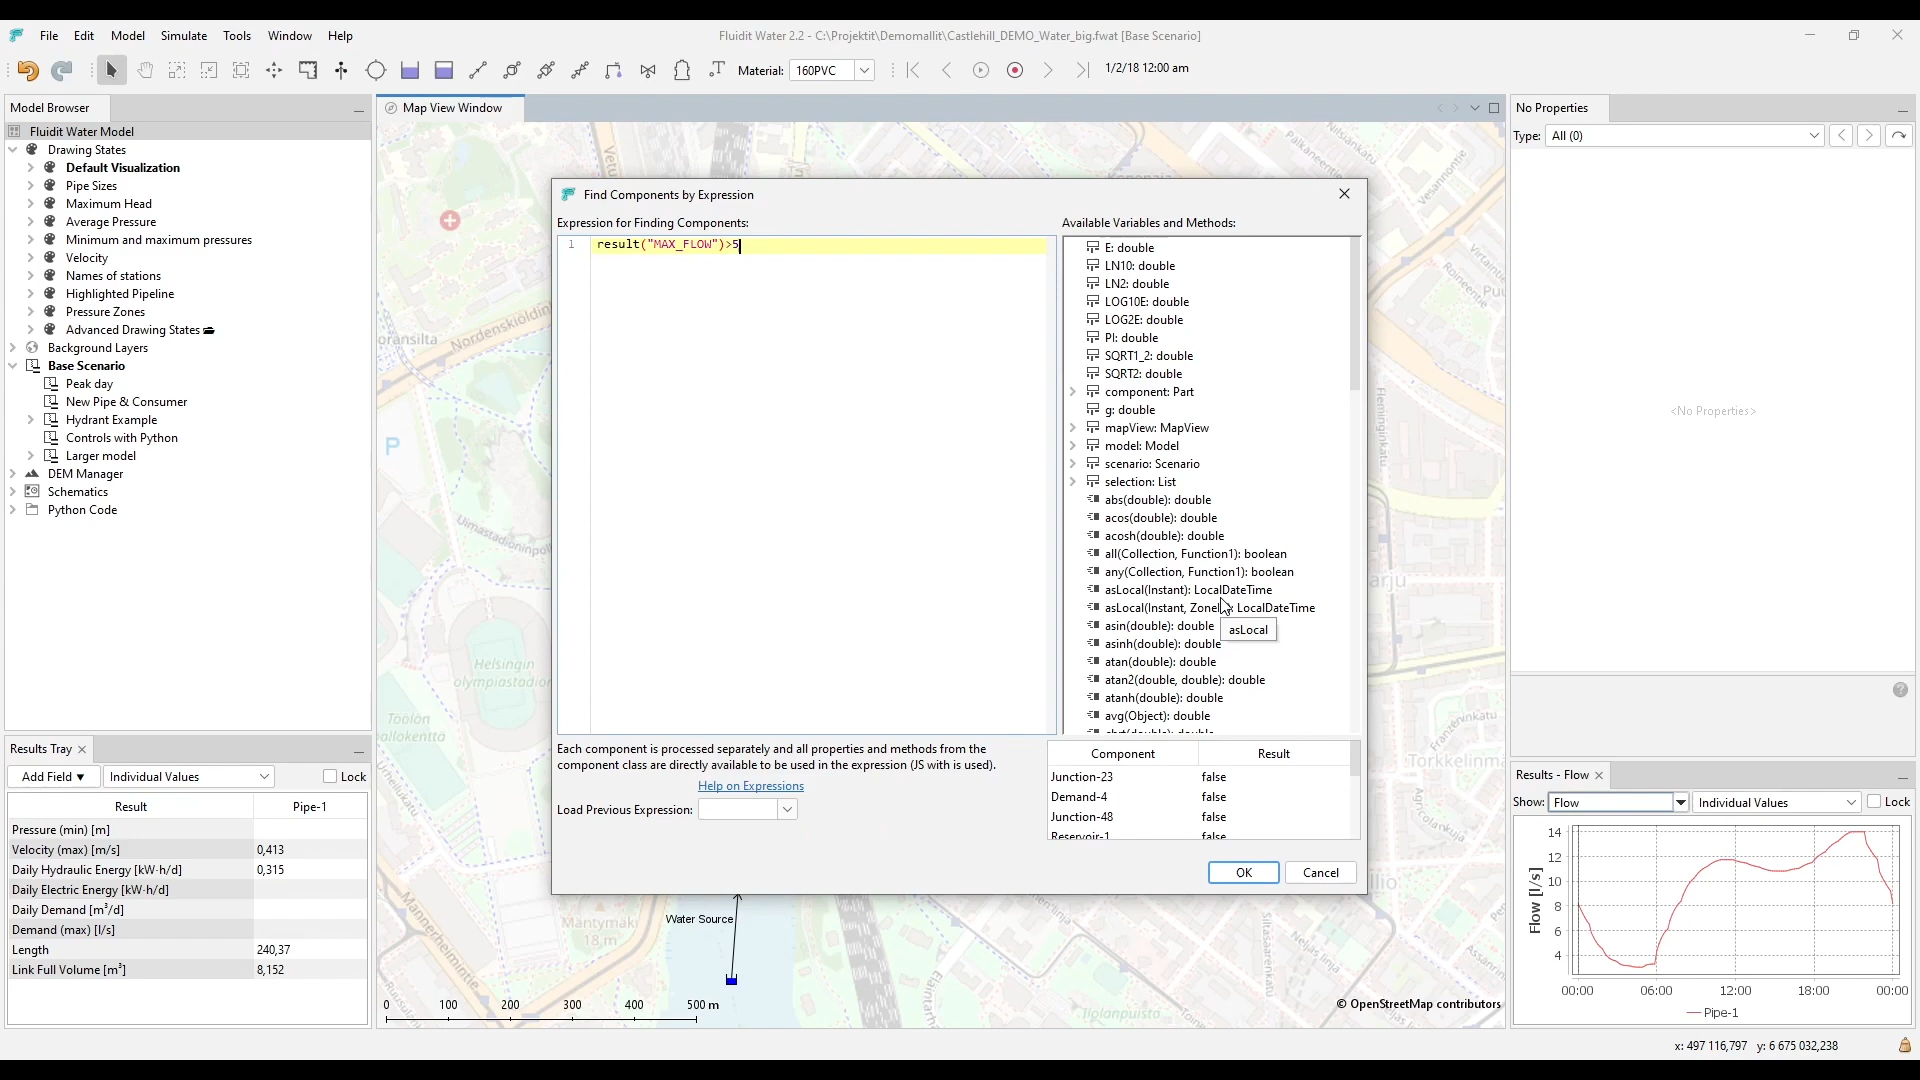 File Edit Model Simulate Tools Window Help
Fluidit Water 2.2 - C:\Projektit\Demomallit\Castlehill_DEMO_Water_big.fwat [Base Scenario]
Material: 160PVC
1/2/18 12:00 am
Model Browser
Fluidit Water Model
Drawing States
Default Visualization
Pipe Sizes
Maximum Head
Average Pressure
Minimum and maximum pressures
Velocity
Names of stations
Highlighted Pipeline
Pressure Zones
Advanced Drawing States
Background Layers
Base Scenario
Peak day
New Pipe & Consumer
Hydrant Example
Controls with Python
Larger model
DEM Manager
Schematics
Python Code
Results Tray
Add Field
Individual Values
Lock
Result Pipe-1
Pressure (min) [m]
Velocity (max) [m/s] 0,413
Daily Hydraulic Energy [kW·h/d] 0,315
Daily Electric Energy [kW·h/d]
Daily Demand [m³/d]
Demand (max) [l/s]
Length 240,37
Link Full Volume [m³] 8,152
Map View Window
Nordenskiöldin
oransilta
P
Helsingin
olympiastadion
Uimastadioninpol
Töölön
pallokenttä
Mäntymäki
18 m
Water Source
0 100 200 300 400 500 m
© OpenStreetMap contributors
Find Components by Expression
Expression for Finding Components:
1 result("MAX_FLOW")>5
Available Variables and Methods:
E: double
LN10: double
LN2: double
LOG10E: double
LOG2E: double
PI: double
SQRT1_2: double
SQRT2: double
component: Part
g: double
mapView: MapView
model: Model
scenario: Scenario
selection: List
abs(double): double
acos(double): double
acosh(double): double
all(Collection, Function1): boolean
any(Collection, Function1): boolean
asLocal(Instant): LocalDateTime
asLocal(Instant, ZoneI LocalDateTime
asin(double): double
asLocal
asinh(double): double
atan(double): double
atan2(double, double): double
atanh(double): double
avg(Object): double
Each component is processed separately and all properties and methods from the
component class are directly available to be used in the expression (JS with is used).
Help on Expressions
Load Previous Expression:
Component Result
Junction-23 false
Demand-4 false
Junction-48 false
Reservoir-1 false
OK Cancel
No Properties
Type: All (0)
<No Properties>
Results - Flow
Show: Flow
Individual Values
Lock
Flow [l/s]
14
12
10
8
6
4
00:00 06:00 12:00 18:00 00:00
Pipe-1
x: 497 116,797 y: 6 675 032,238